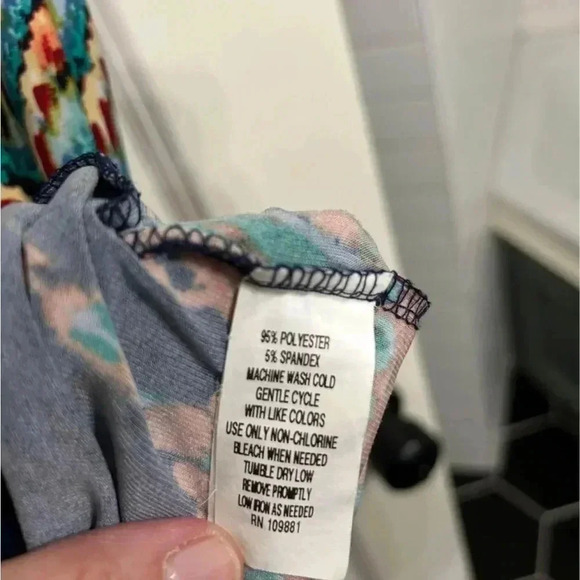 95% POLYESTER
5% SPANDEX
MACHINE WASH COLD
GENTLE CYCLE
WITH LIKE COLORS
USE ONLY NON-CHLORINE
BLEACH WHEN NEEDED
TUMBLE DRY LOW
REMOVE PROMPTLY
LOW IRON AS NEEDED
RN 109881